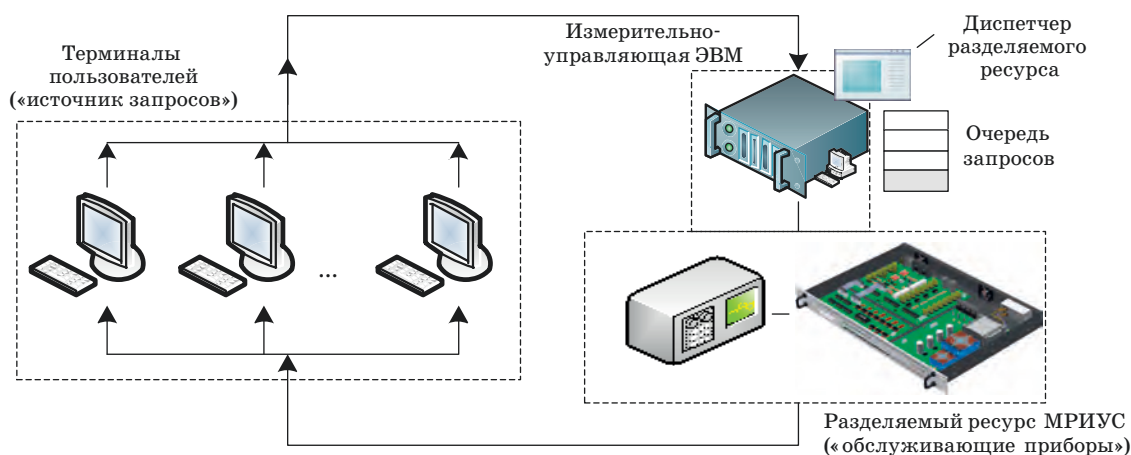 Терминалы
пользователей
(«источник запросов»)
Измерительно-
управляющая ЭВМ
Диспетчер
разделяемого
ресурса
Очередь
запросов
...
Разделяемый ресурс МРИУС
(«обслуживающие приборы»)